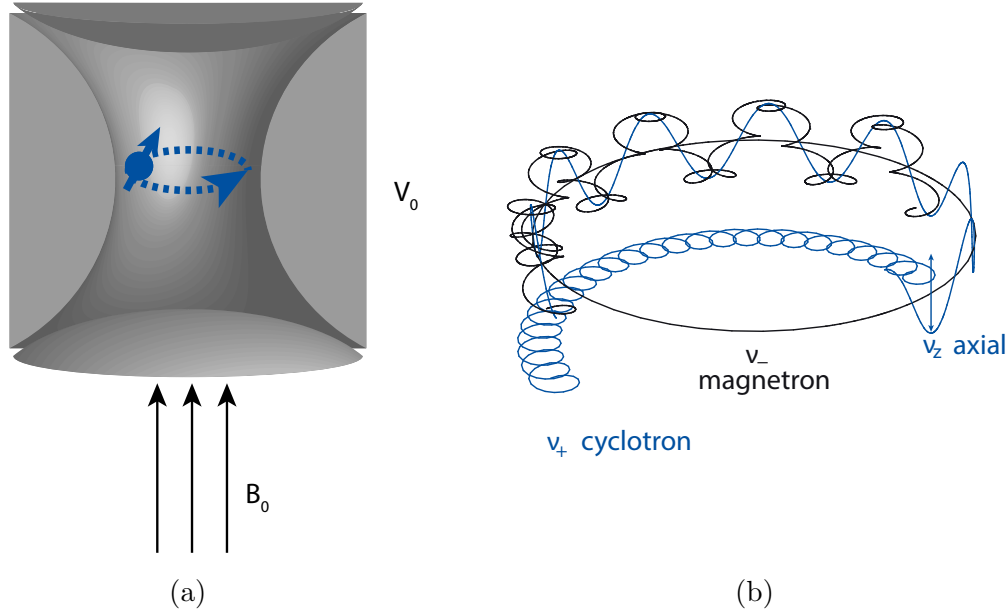 V₀
B₀
(a)
ν₋
magnetron
ν_z axial
ν₊ cyclotron
(b)